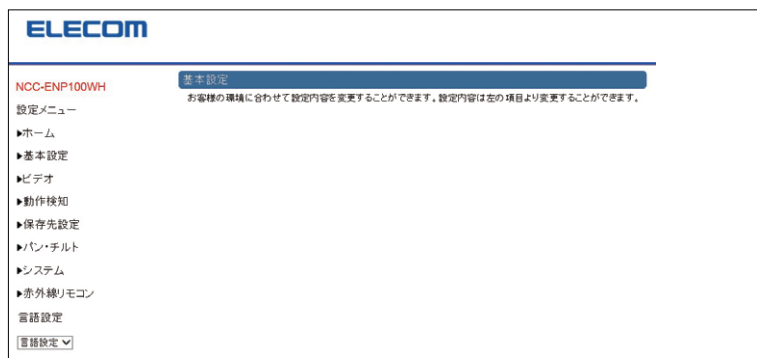 ELECOM
NCC-ENP100WH
設定メニュー
▶ホーム
▶基本設定
▶ビデオ
▶動作検知
▶保存先設定
▶パン・チルト
▶システム
▶赤外線リモコン
言語設定
言語設定
基本設定
お客様の環境に合わせて設定内容を変更することができます。設定内容は左の項目より変更することができます。